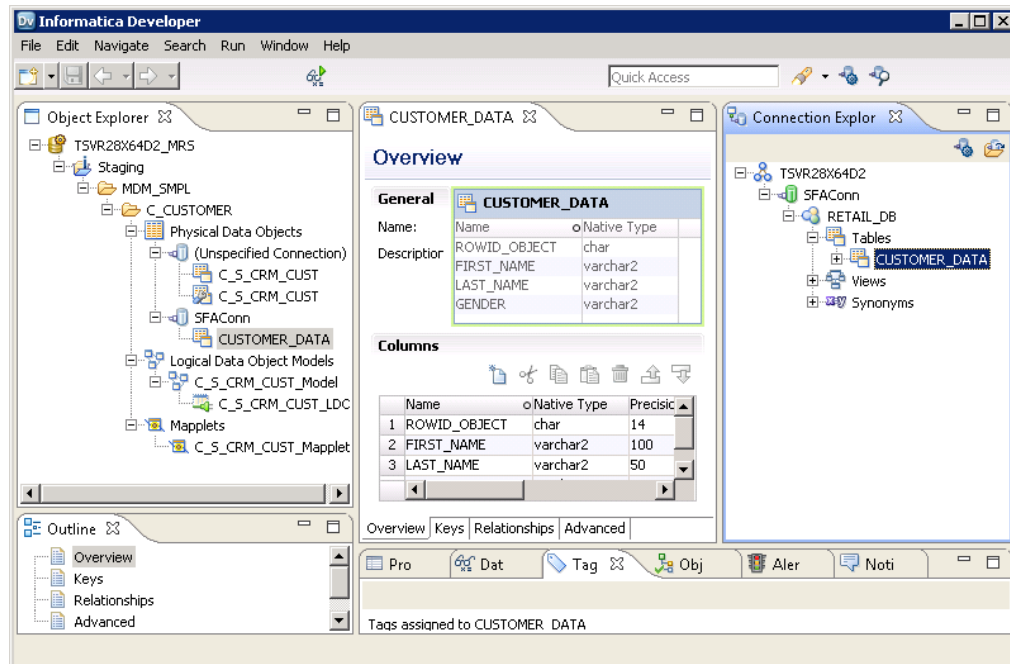 Informatica Developer
File Edit Navigate Search Run Window Help
Quick Access
Object Explorer
TSVR28X64D2_MRS
Staging
MDM_SMPL
C_CUSTOMER
Physical Data Objects
(Unspecified Connection)
C_S_CRM_CUST
C_S_CRM_CUST
SFAConn
CUSTOMER_DATA
Logical Data Object Models
C_S_CRM_CUST_Model
C_S_CRM_CUST_LDO
Mapplets
C_S_CRM_CUST_Mapplet
Outline
Overview
Keys
Relationships
Advanced
CUSTOMER_DATA
Overview
General
Name:
Description
CUSTOMER_DATA
Name Native Type
ROWID_OBJECT char
FIRST_NAME varchar2
LAST_NAME varchar2
GENDER varchar2
Columns
Name Native Type Precisic
1 ROWID_OBJECT char 14
2 FIRST_NAME varchar2 100
3 LAST_NAME varchar2 50
Overview Keys Relationships Advanced
Connection Explor
TSVR28X64D2
SFAConn
RETAIL_DB
Tables
CUSTOMER_DATA
Views
Synonyms
Pro Dat Tag Obj Aler Noti
Tags assigned to CUSTOMER_DATA